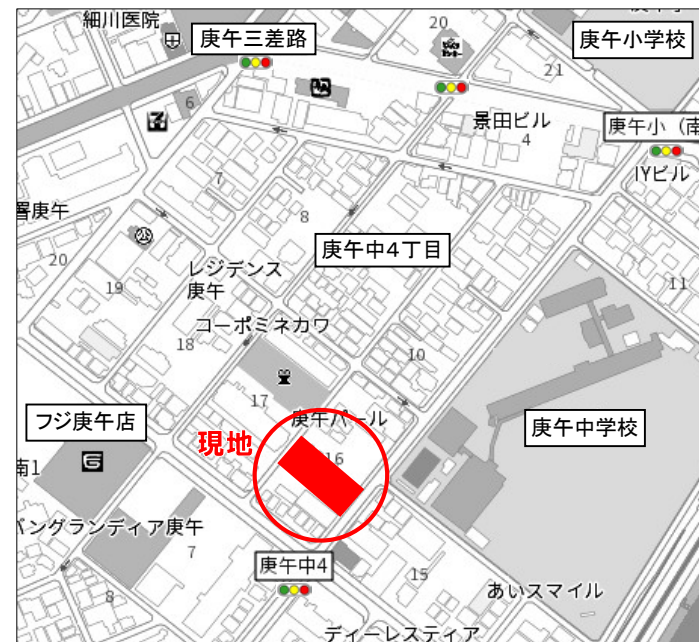 細川医院
庚午三差路
20
庚午小学校
21
6
景田ビル
4
庚午小（南
IYビル
7
8
署庚午
庚午中4丁目
20
レジデンス
庚午
19
11
コーポミネカワ
18
10
17
フジ庚午店
庚午パール
現地
16
庚午中学校
南1
バングランディア庚午
7
庚午中4
15
あいスマイル
8
ディーレスティア